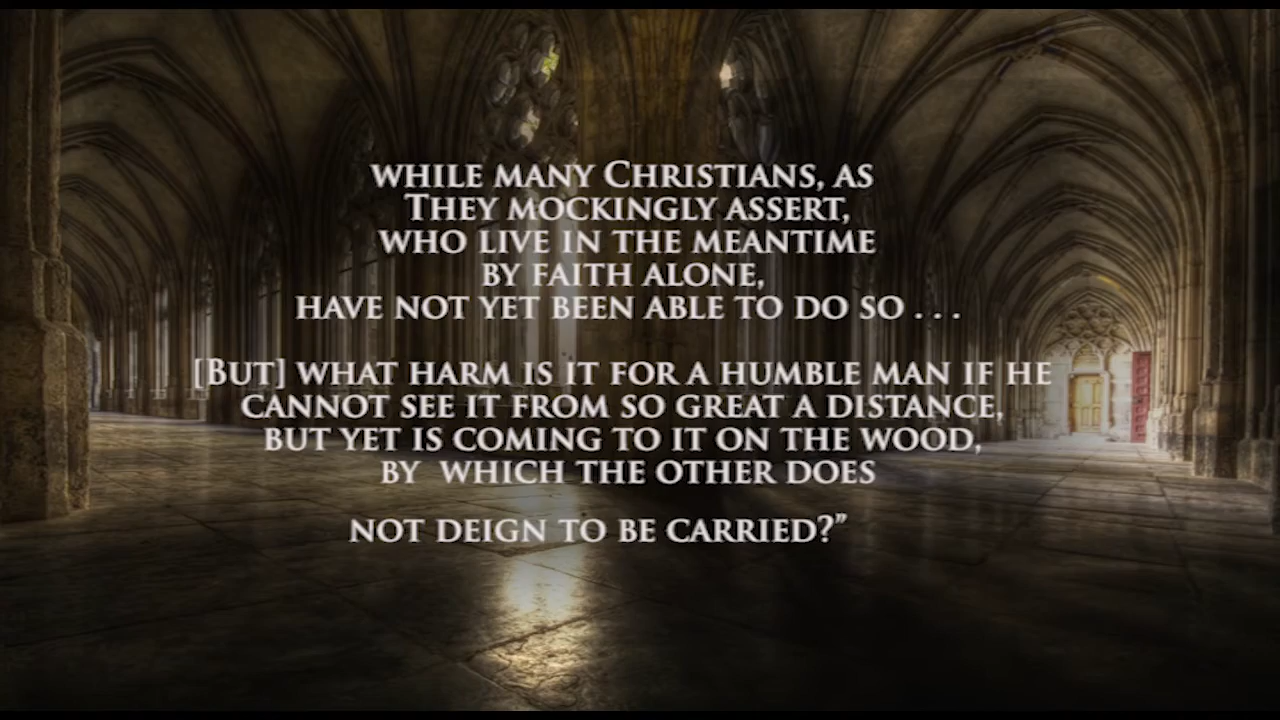 while many Christians, as
They mockingly assert,
who live in the meantime
by faith alone,
have not yet been able to do so . . .
[But] what harm is it for a humble man if he
cannot see it from so great a distance,
but yet is coming to it on the wood,
by which the other does
not deign to be carried?”